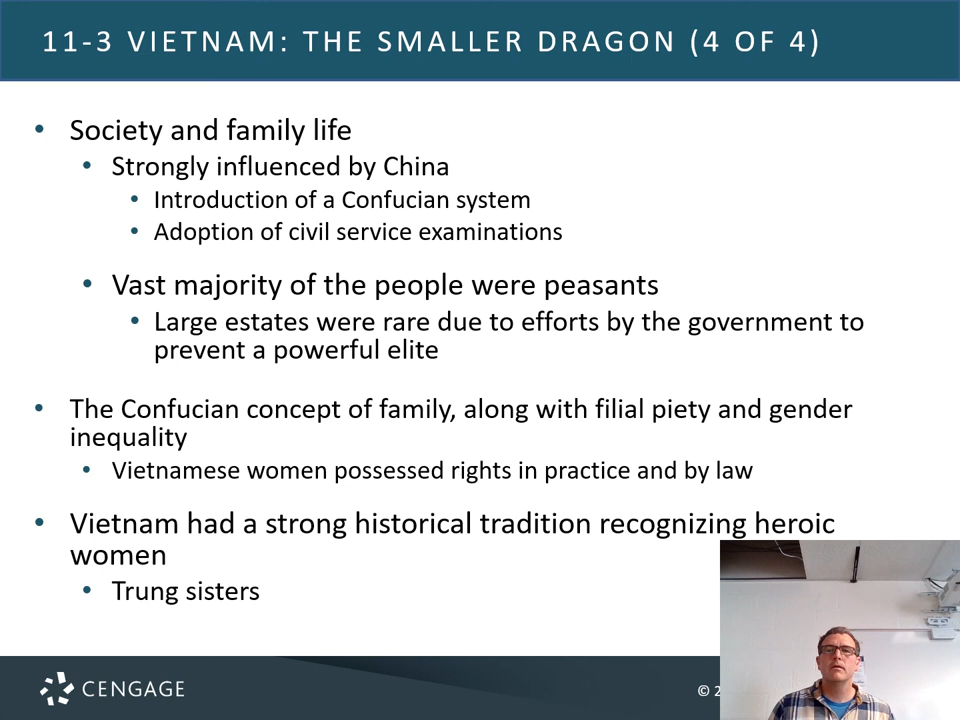 11-3 VIETNAM: THE SMALLER DRAGON (4 OF 4)
• Society and family life
• Strongly influenced by China
• Introduction of a Confucian system
• Adoption of civil service examinations
• Vast majority of the people were peasants
• Large estates were rare due to efforts by the government to
prevent a powerful elite
• The Confucian concept of family, along with filial piety and gender
inequality
• Vietnamese women possessed rights in practice and by law
• Vietnam had a strong historical tradition recognizing heroic
women
• Trung sisters
CENGAGE
© 2